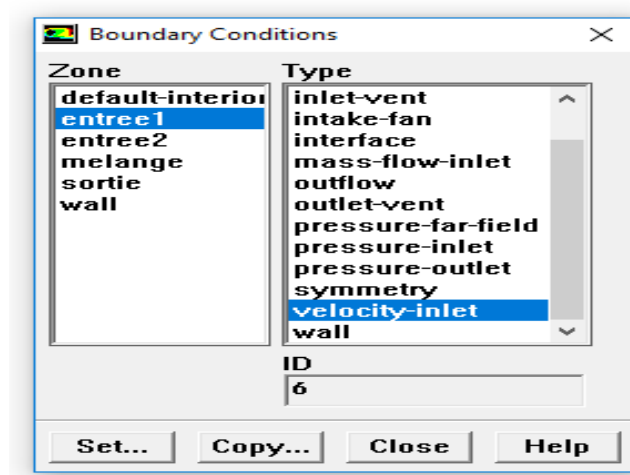 Boundary Conditions
Zone
default-interior
entree1
entree2
melange
sortie
wall
Type
inlet-vent
intake-fan
interface
mass-flow-inlet
outflow
outlet-vent
pressure-far-field
pressure-inlet
pressure-outlet
symmetry
velocity-inlet
wall
ID
6
Set... Copy... Close Help